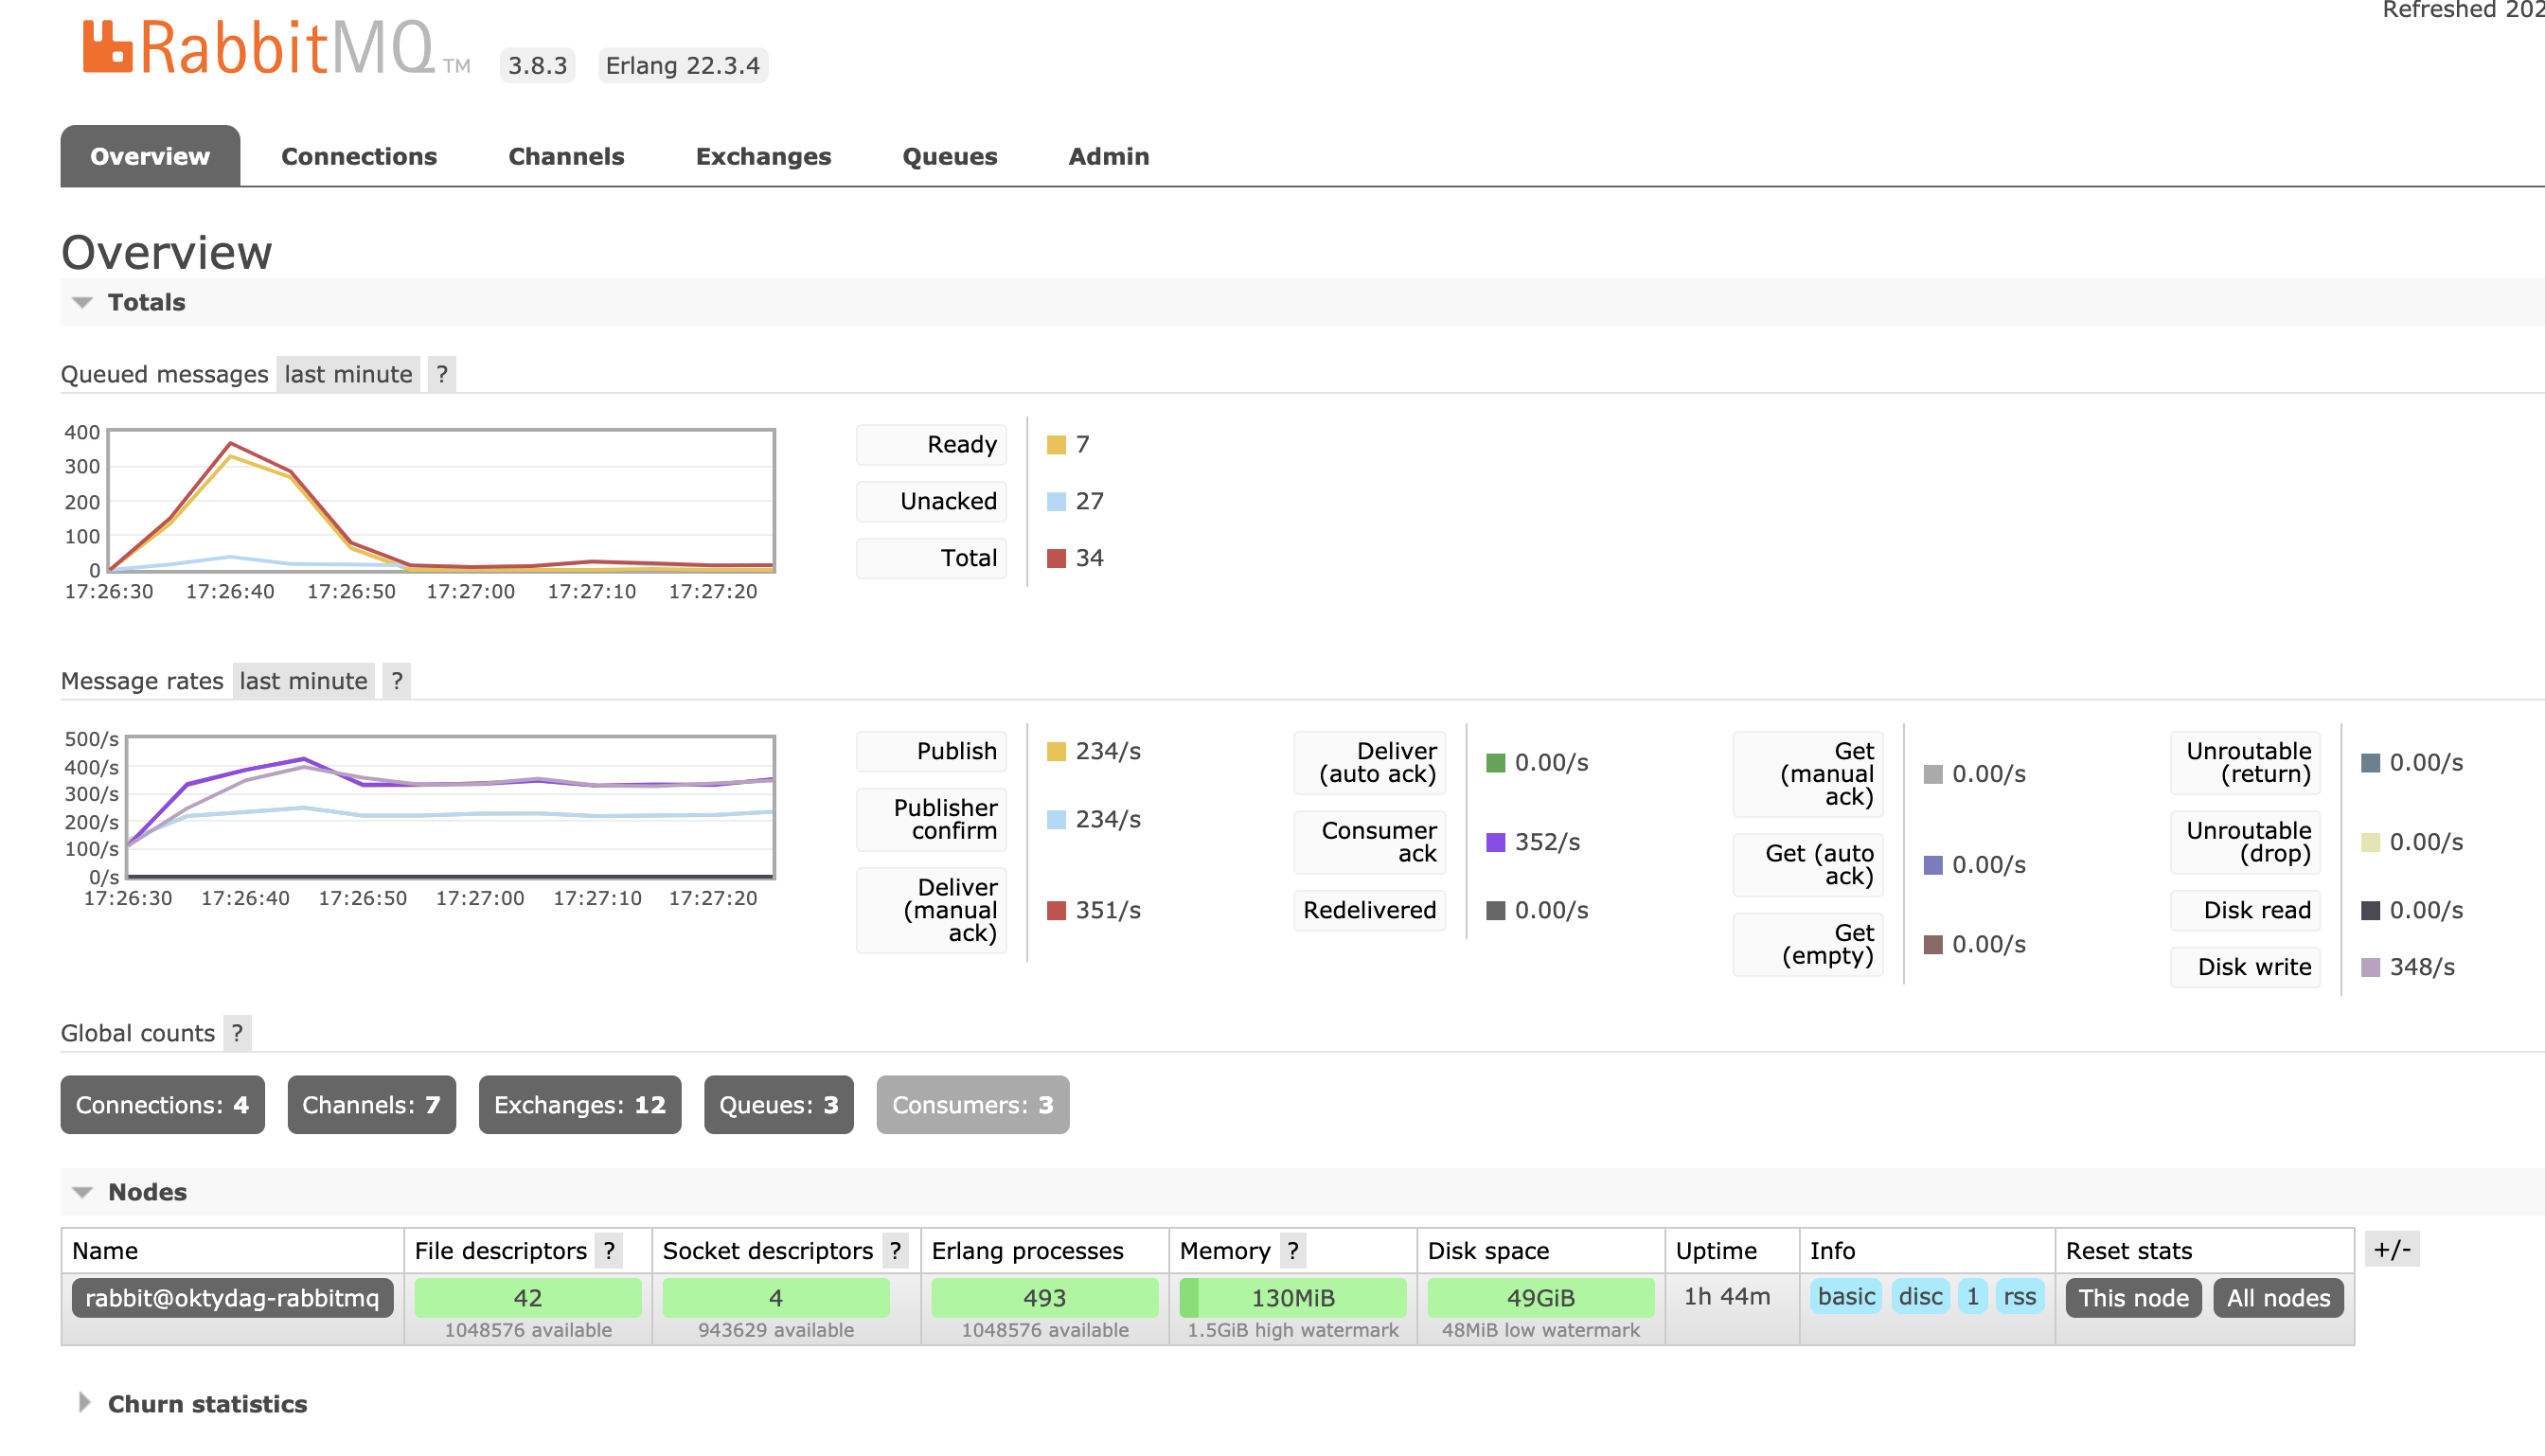 Refreshed 202
RabbitMQ TM 3.8.3 Erlang 22.3.4
Overview Connections Channels Exchanges Queues Admin
Overview
Totals
Queued messages last minute ?
400
300
200
100
0
17:26:30 17:26:40 17:26:50 17:27:00 17:27:10 17:27:20
Ready 7
Unacked 27
Total 34
Message rates last minute ?
500/s
400/s
300/s
200/s
100/s
0/s
17:26:30 17:26:40 17:26:50 17:27:00 17:27:10 17:27:20
Publish 234/s
Publisher
confirm 234/s
Deliver
(manual
ack) 351/s
Deliver
(auto ack) 0.00/s
Consumer
ack 352/s
Redelivered 0.00/s
Get
(manual
ack) 0.00/s
Get (auto
ack) 0.00/s
Get
(empty) 0.00/s
Unroutable
(return) 0.00/s
Unroutable
(drop) 0.00/s
Disk read 0.00/s
Disk write 348/s
Global counts ?
Connections: 4 Channels: 7 Exchanges: 12 Queues: 3 Consumers: 3
Nodes
Name File descriptors ? Socket descriptors ? Erlang processes Memory ? Disk space Uptime Info Reset stats +/-
rabbit@oktydag-rabbitmq 42 4 493 130MiB 49GiB 1h 44m basic disc 1 rss This node All nodes
1048576 available 943629 available 1048576 available 1.5GiB high watermark 48MiB low watermark
Churn statistics